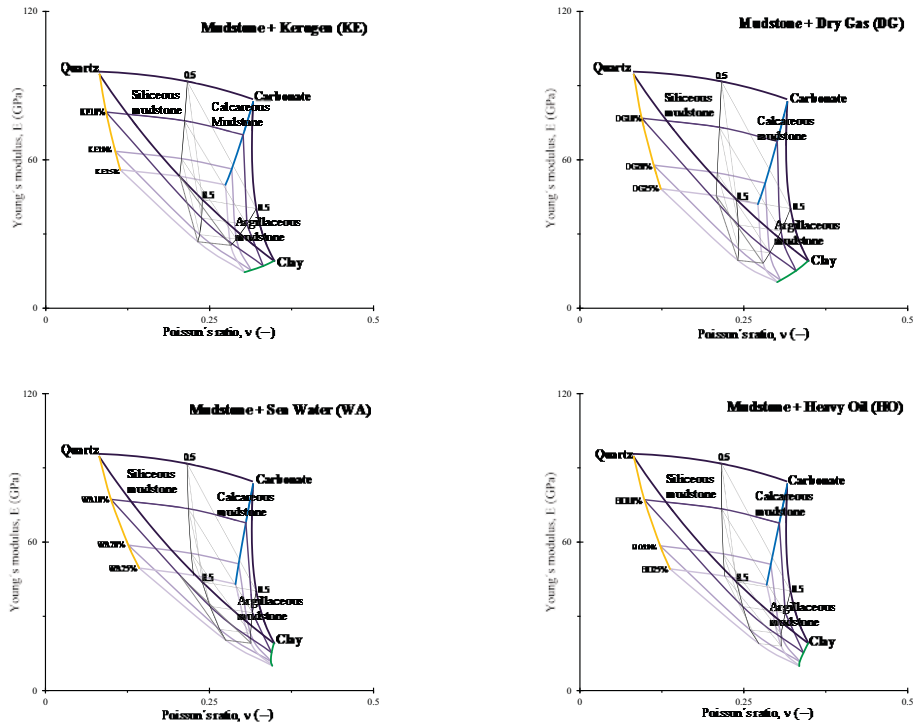 120
Mudstone + Kerogen (KE)
Quartz
0.5
Siliceous
mudstone
Carbonate
Calcareous
Mudstone
KE10%
60
KE20%
KE25%
0.5
0.5
Argillaceous
mudstone
Clay
Young´s modulus, E (GPa)
0
0
0.25
0.5
Poisson´s ratio, ν (—)
120
Mudstone + Dry Gas (DG)
Quartz
0.5
Siliceous
mudstone
Carbonate
DG10%
Calcareous
mudstone
60
DG20%
DG25%
0.5
0.5
Argillaceous
mudstone
Clay
Young´s modulus, E (GPa)
0
0
0.25
0.5
Poisson´s ratio, ν (—)
120
Mudstone + Sea Water (WA)
Quartz
0.5
Siliceous
mudstone
Carbonate
WA10%
Calcareous
mudstone
60
WA20%
WA25%
0.5
0.5
Argillaceous
mudstone
Clay
Young´s modulus, E (GPa)
0
0
0.25
0.5
Poisson´s ratio, ν (—)
120
Mudstone + Heavy Oil (HO)
Quartz
0.5
Siliceous
mudstone
Carbonate
HO10%
Calcareous
mudstone
60
HO20%
HO25%
0.5
0.5
Argillaceous
mudstone
Clay
Young´s modulus, E (GPa)
0
0
0.25
0.5
Poisson´s ratio, ν (—)